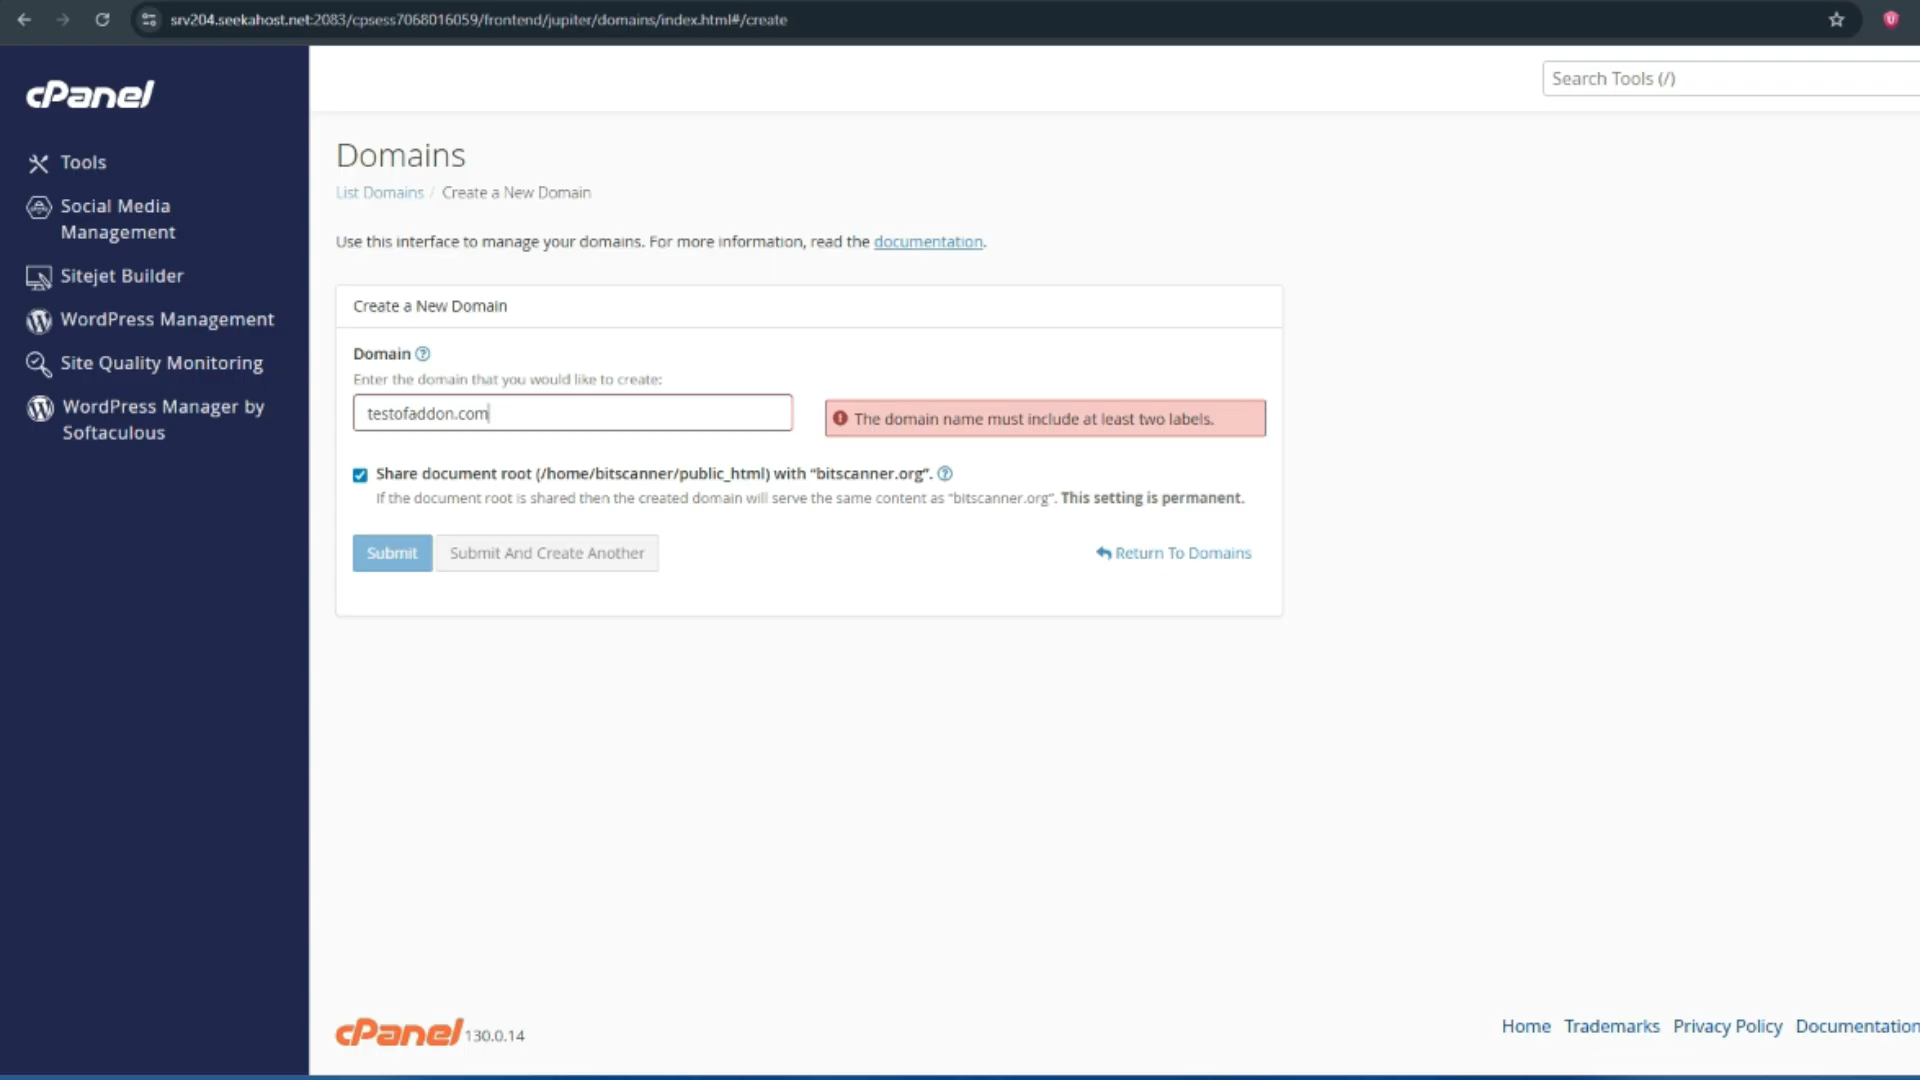 srv204.seekahost.net:2083/cpsess7068016059/frontend/jupiter/domains/index.html#/create
cPanel
Search Tools (/)
Tools
Social Media
Management
Sitejet Builder
WordPress Management
Site Quality Monitoring
WordPress Manager by
Softaculous
Domains
List Domains / Create a New Domain
Use this interface to manage your domains. For more information, read the documentation.
Create a New Domain
Domain
Enter the domain that you would like to create:
testofaddon.com
The domain name must include at least two labels.
Share document root (/home/bitscanner/public_html) with “bitscanner.org”.
If the document root is shared then the created domain will serve the same content as “bitscanner.org”. This setting is permanent.
Submit
Submit And Create Another
Return To Domains
cPanel 130.0.14
Home Trademarks Privacy Policy Documentation